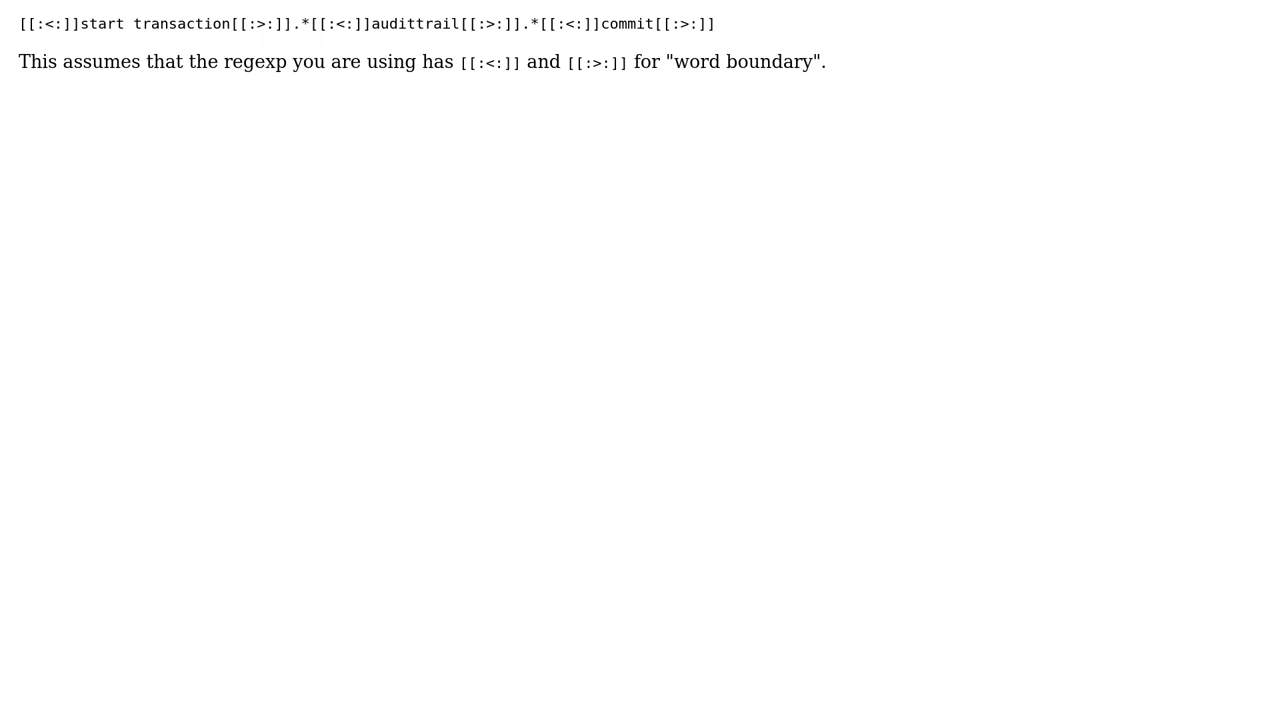 [[:<:]]start transaction[[:>:]].*[[:<:]]audittrail[[:>:]].*[[:<:]]commit[[:>:]]
This assumes that the regexp you are using has [[:<:]] and [[:>:]] for "word boundary".